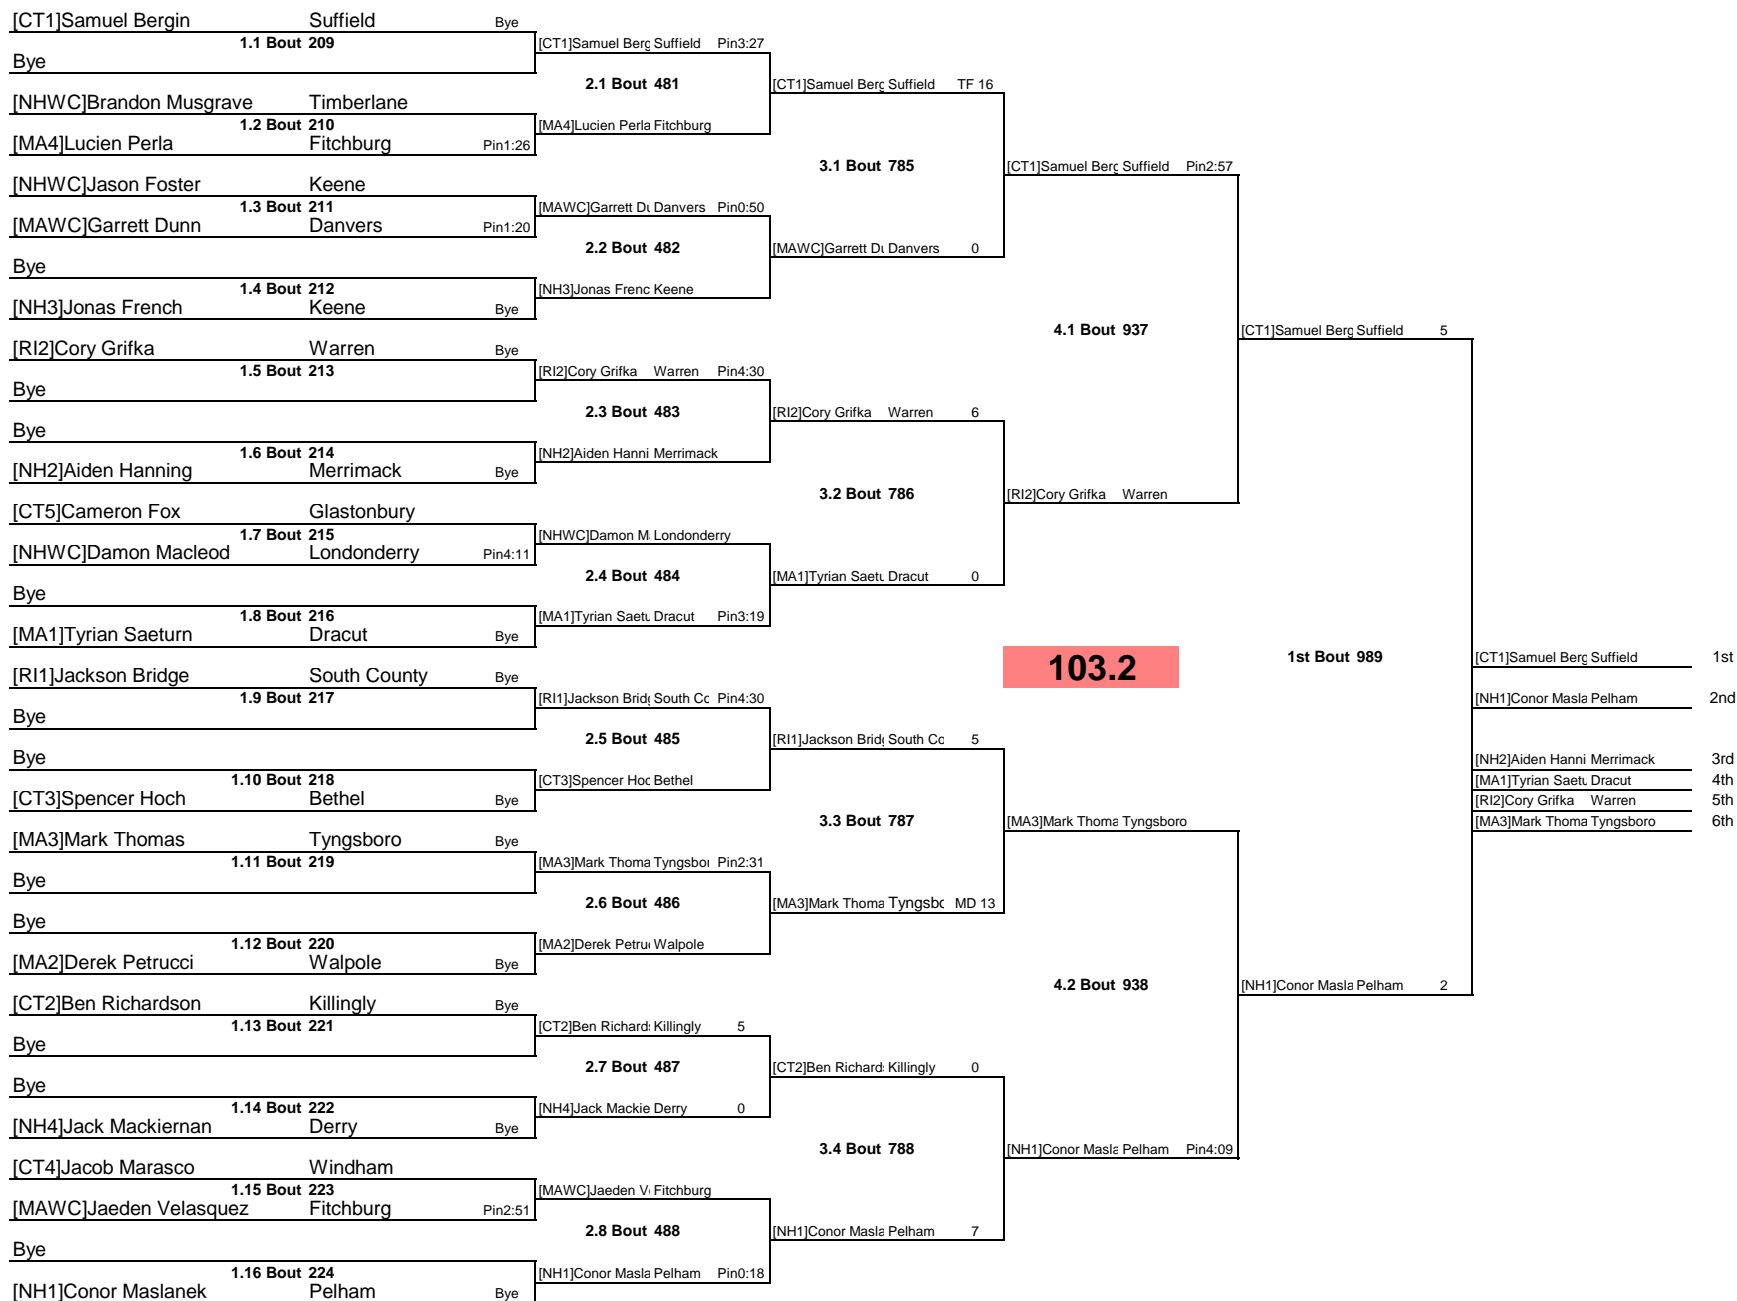 [CT1]Samuel Bergin Suffield Bye
1.1 Bout 209
Bye
[NHWC]Brandon Musgrave Timberlane
1.2 Bout 210
[MA4]Lucien Perla Fitchburg Pin1:26
[NHWC]Jason Foster Keene
1.3 Bout 211
[MAWC]Garrett Dunn Danvers Pin1:20
Bye
1.4 Bout 212
[NH3]Jonas French Keene Bye
[RI2]Cory Grifka Warren Bye
1.5 Bout 213
Bye
Bye
1.6 Bout 214
[NH2]Aiden Hanning Merrimack Bye
[CT5]Cameron Fox Glastonbury
1.7 Bout 215
[NHWC]Damon Macleod Londonderry Pin4:11
Bye
1.8 Bout 216
[MA1]Tyrian Saeturn Dracut Bye
[RI1]Jackson Bridge South County Bye
1.9 Bout 217
Bye
Bye
1.10 Bout 218
[CT3]Spencer Hoch Bethel Bye
[MA3]Mark Thomas Tyngsboro Bye
1.11 Bout 219
Bye
Bye
1.12 Bout 220
[MA2]Derek Petrucci Walpole Bye
[CT2]Ben Richardson Killingly Bye
1.13 Bout 221
Bye
Bye
1.14 Bout 222
[NH4]Jack Mackiernan Derry Bye
[CT4]Jacob Marasco Windham
1.15 Bout 223
[MAWC]Jaeden Velasquez Fitchburg Pin2:51
Bye
1.16 Bout 224
[NH1]Conor Maslanek Pelham Bye
[CT1]Samuel Berg Suffield Pin3:27
2.1 Bout 481
[MA4]Lucien Perla Fitchburg
[MAWC]Garrett Du Danvers Pin0:50
2.2 Bout 482
[NH3]Jonas Frenc Keene
[RI2]Cory Grifka Warren Pin4:30
2.3 Bout 483
[NH2]Aiden Hanni Merrimack
[NHWC]Damon M Londonderry
2.4 Bout 484
[MA1]Tyrian Saetu Dracut Pin3:19
[RI1]Jackson Bridg South Co Pin4:30
2.5 Bout 485
[CT3]Spencer Hoc Bethel
[MA3]Mark Thoma Tyngsbor Pin2:31
2.6 Bout 486
[MA2]Derek Petru Walpole
[CT2]Ben Richard Killingly 5
2.7 Bout 487
[NH4]Jack Mackie Derry 0
[MAWC]Jaeden V Fitchburg
2.8 Bout 488
[NH1]Conor Masla Pelham Pin0:18
[CT1]Samuel Berg Suffield TF 16
3.1 Bout 785
[MAWC]Garrett Du Danvers 0
[RI2]Cory Grifka Warren 6
3.2 Bout 786
[MA1]Tyrian Saetu Dracut 0
[RI1]Jackson Bridg South Co 5
3.3 Bout 787
[MA3]Mark Thoma Tyngsbo MD 13
[CT2]Ben Richard Killingly 0
3.4 Bout 788
[NH1]Conor Masla Pelham 7
[CT1]Samuel Berg Suffield Pin2:57
4.1 Bout 937
[RI2]Cory Grifka Warren
103.2
[MA3]Mark Thoma Tyngsboro
4.2 Bout 938
[NH1]Conor Masla Pelham Pin4:09
[CT1]Samuel Berg Suffield 5
1st Bout 989
[NH1]Conor Masla Pelham 2
[CT1]Samuel Berg Suffield 1st
[NH1]Conor Masla Pelham 2nd
[NH2]Aiden Hanni Merrimack 3rd
[MA1]Tyrian Saetu Dracut 4th
[RI2]Cory Grifka Warren 5th
[MA3]Mark Thoma Tyngsboro 6th